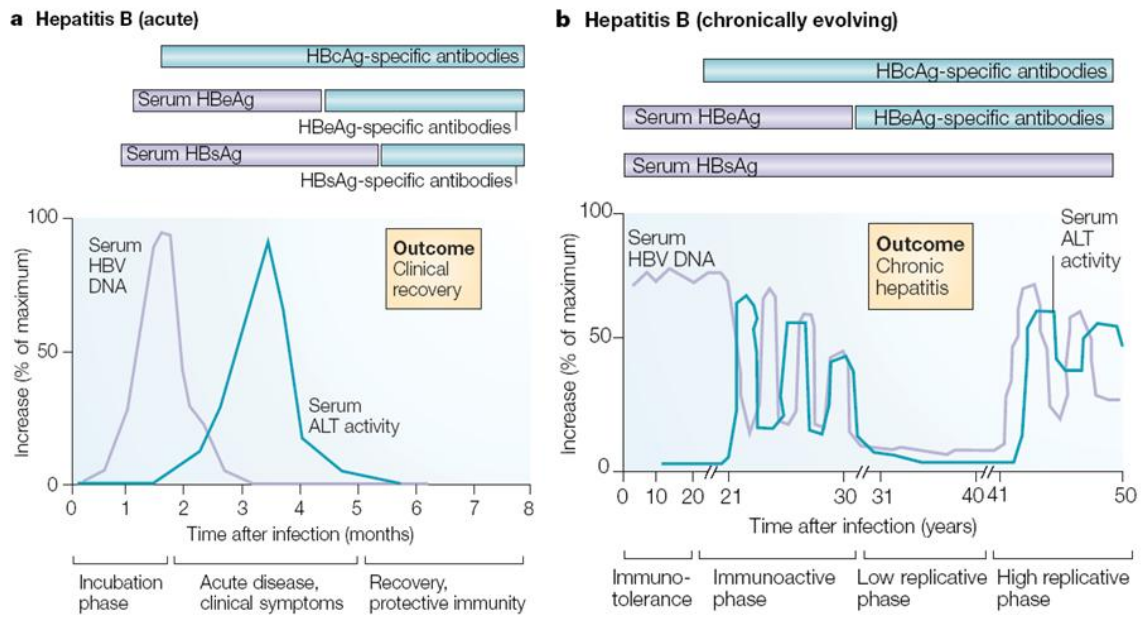 a Hepatitis B (acute)
HBcAg-specific antibodies
Serum HBeAg
HBeAg-specific antibodies
Serum HBsAg
HBsAg-specific antibodies
100
50
0
Increase (% of maximum)
Serum
HBV
DNA
Outcome
Clinical
recovery
Serum
ALT activity
0 1 2 3 4 5 6 7 8
Time after infection (months)
Incubation
phase
Acute disease,
clinical symptoms
Recovery,
protective immunity
b Hepatitis B (chronically evolving)
HBcAg-specific antibodies
Serum HBeAg
HBeAg-specific antibodies
Serum HBsAg
100
50
0
Increase (% of maximum)
Serum
HBV DNA
Outcome
Chronic
hepatitis
Serum
ALT
activity
0 10 20 21 30 31 40 41 50
Time after infection (years)
Immuno-
tolerance
Immunoactive
phase
Low replicative
phase
High replicative
phase